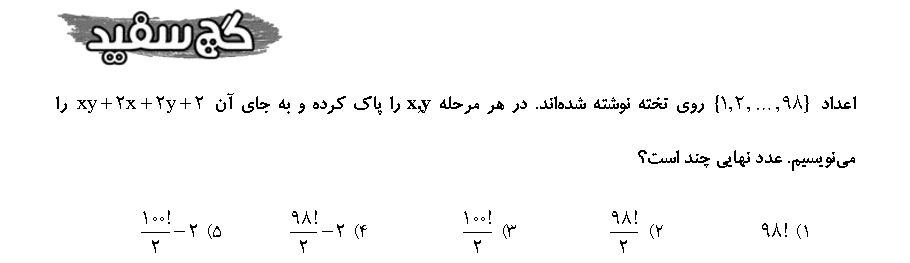 گچ سفید
اعداد {۱,۲,...,۹۸} روی تخته نوشته شده‌اند. در هر مرحله x,y را پاک کرده و به جای آن xy+۲x+۲y+۲ را
می‌نویسیم. عدد نهایی چند است؟
۱) ۹۸! ۲) ۹۸!/۲ ۳) ۱۰۰!/۲ ۴) ۹۸!/۲−۲ ۵) ۱۰۰!/۲−۲